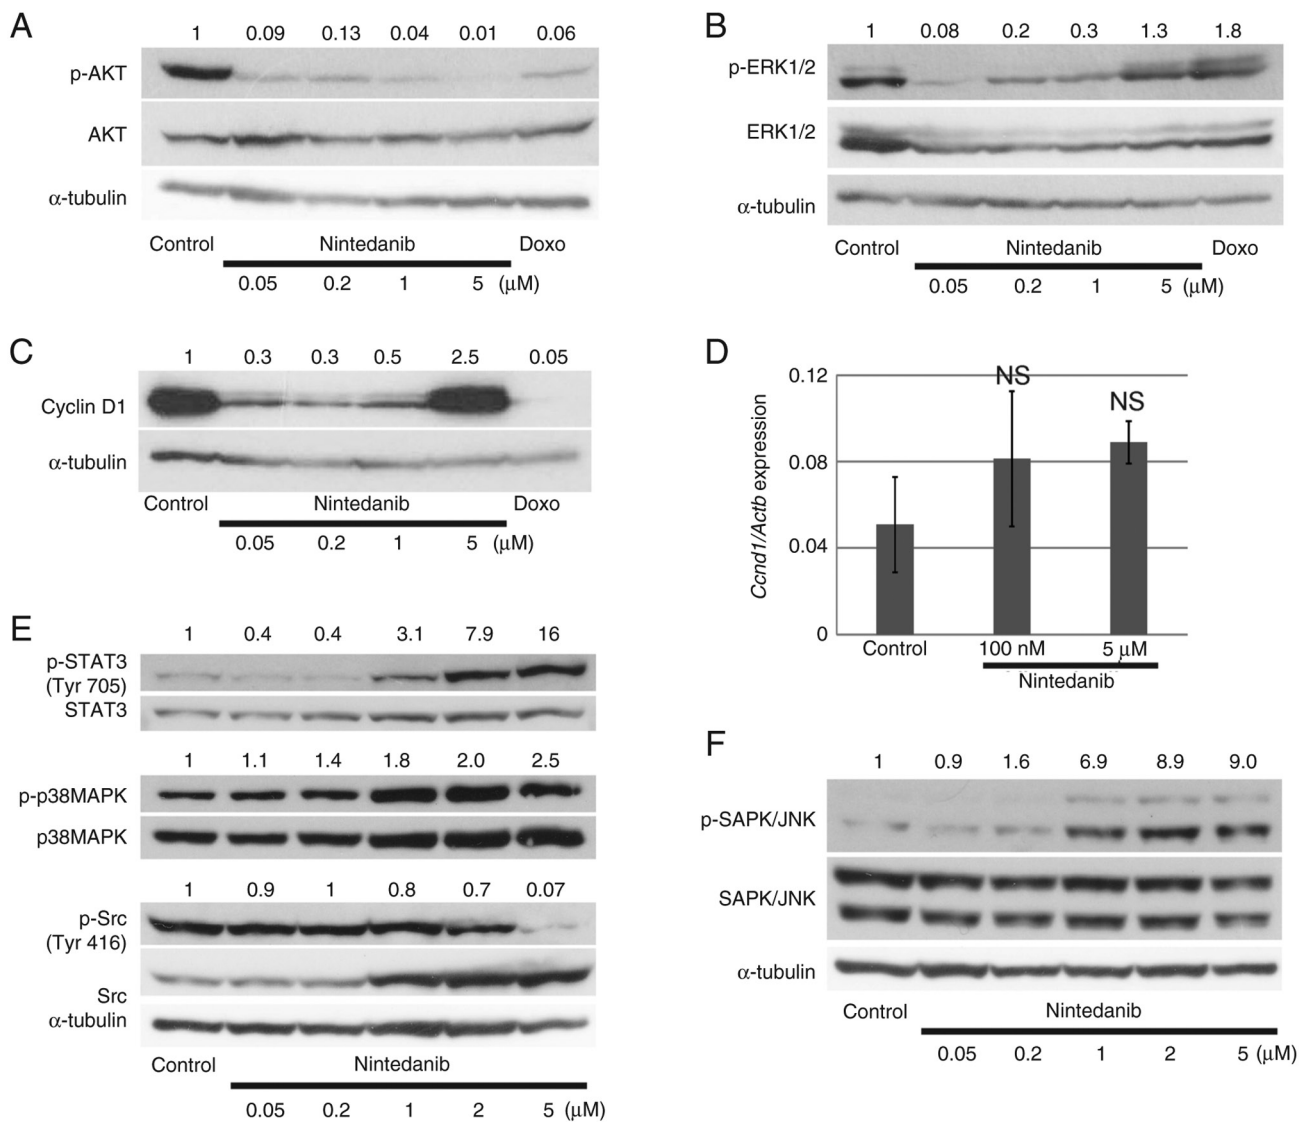 A
1 0.09 0.13 0.04 0.01 0.06
p-AKT
AKT
α-tubulin
Control Nintedanib Doxo
0.05 0.2 1 5 (μM)
B
1 0.08 0.2 0.3 1.3 1.8
p-ERK1/2
ERK1/2
α-tubulin
Control Nintedanib Doxo
0.05 0.2 1 5 (μM)
C
1 0.3 0.3 0.5 2.5 0.05
Cyclin D1
α-tubulin
Control Nintedanib Doxo
0.05 0.2 1 5 (μM)
D
Ccnd1/Actb expression
0.12
0.08
0.04
0
NS
NS
Control 100 nM 5 μM
Nintedanib
E
1 0.4 0.4 3.1 7.9 16
p-STAT3
(Tyr 705)
STAT3
1 1.1 1.4 1.8 2.0 2.5
p-p38MAPK
p38MAPK
1 0.9 1 0.8 0.7 0.07
p-Src
(Tyr 416)
Src
α-tubulin
Control Nintedanib
0.05 0.2 1 2 5 (μM)
F
1 0.9 1.6 6.9 8.9 9.0
p-SAPK/JNK
SAPK/JNK
α-tubulin
Control Nintedanib
0.05 0.2 1 2 5 (μM)